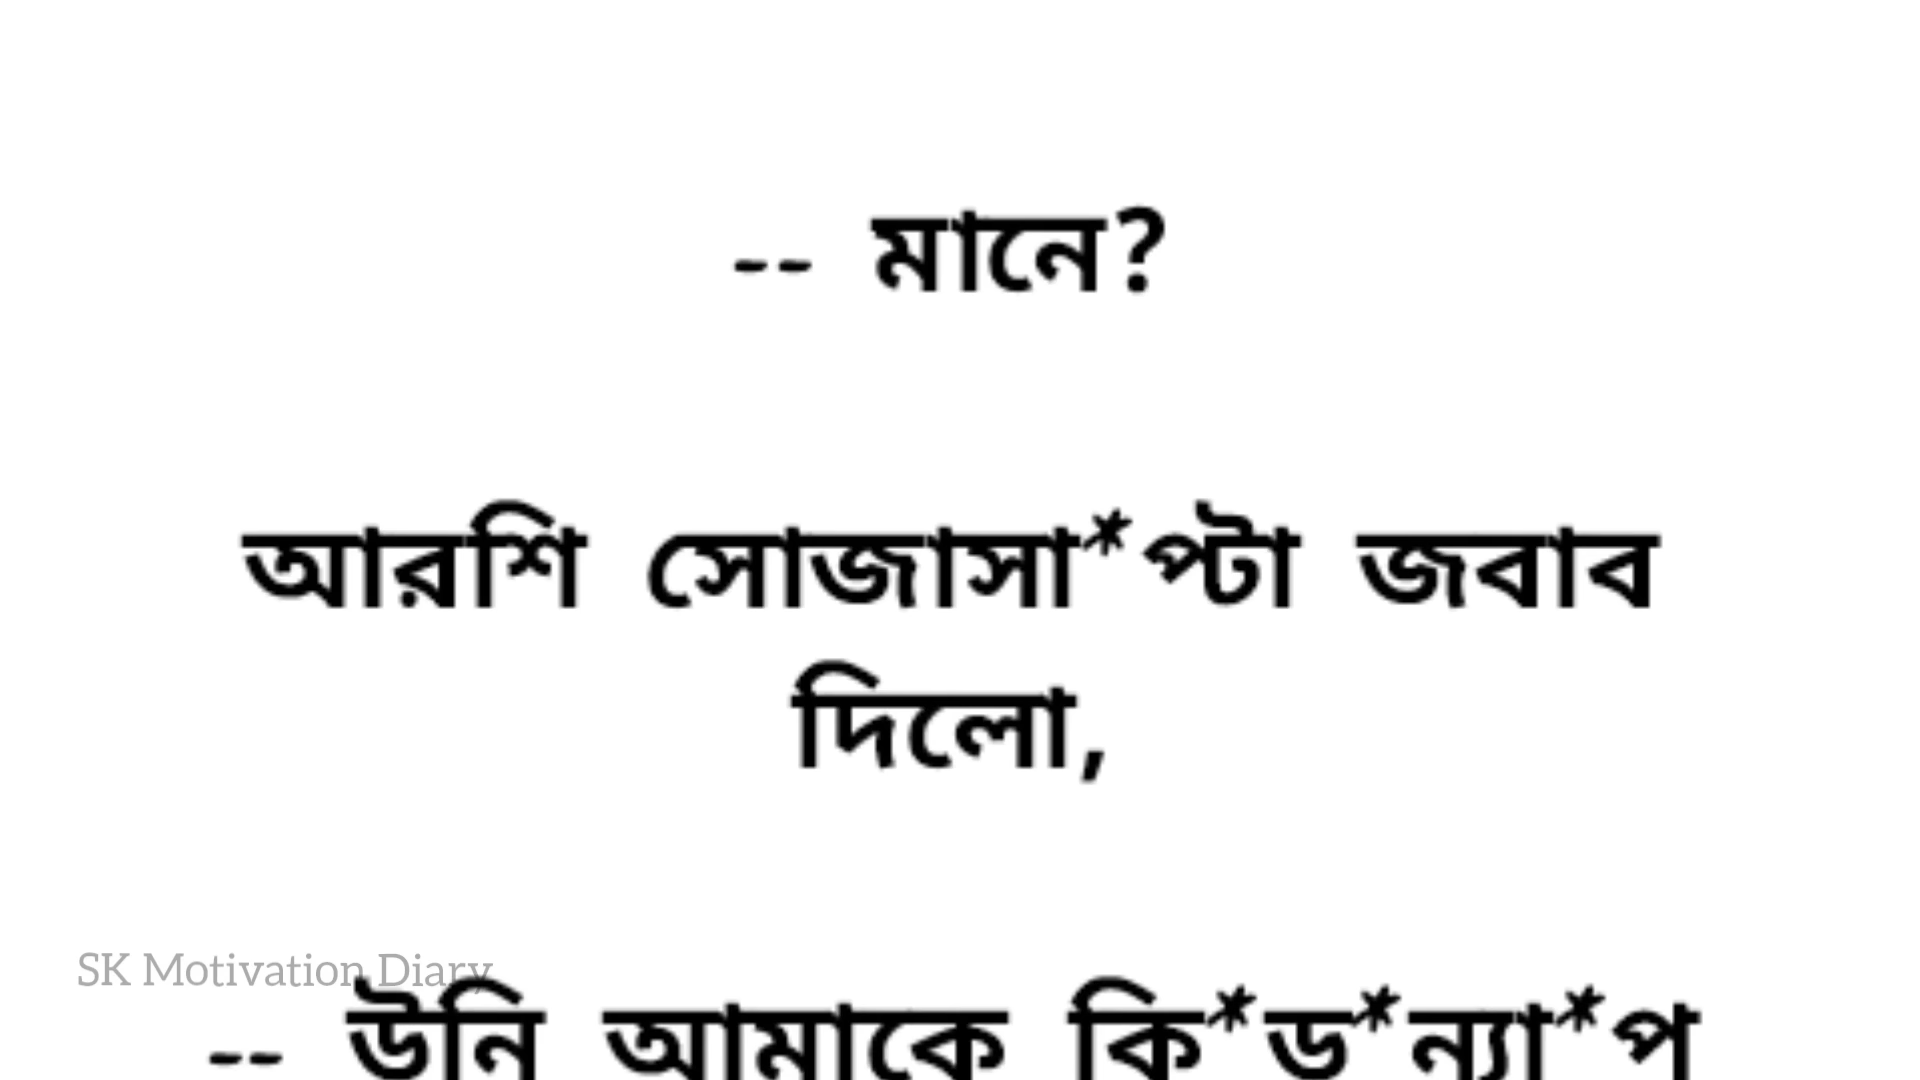 -- মানে?
আরশি সোজাসা*প্টা জবাব
দিলো,
SK Motivation Diary
-- উনি আমাকে কি*ড*ন্যা*প